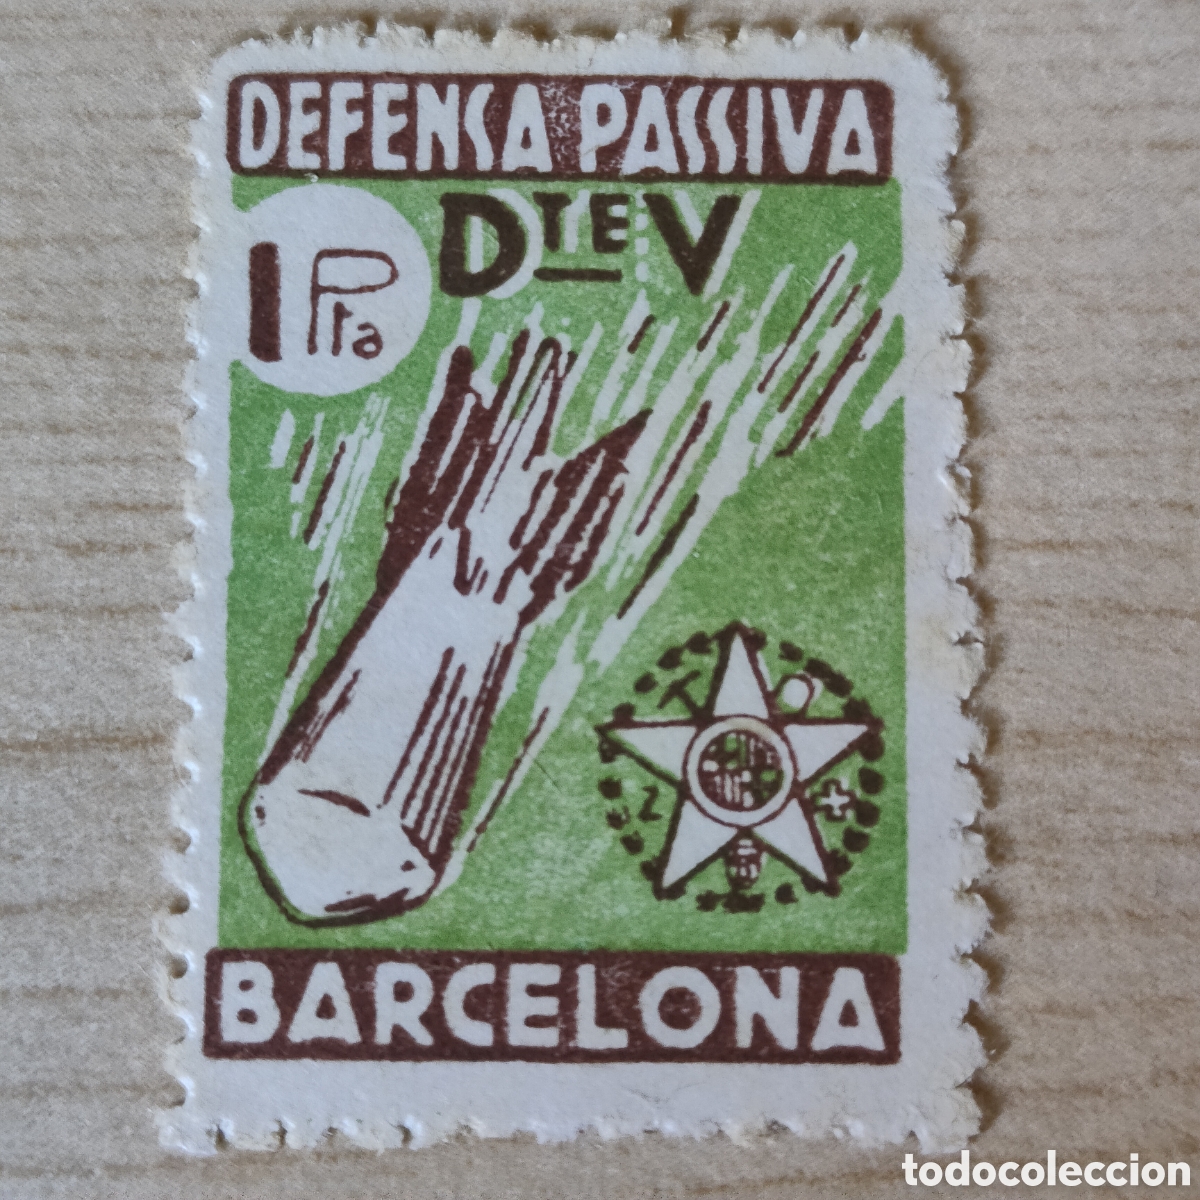 DEFENSA PASSIVA
DTE V
1 Pta
BARCELONA
todocoleccion